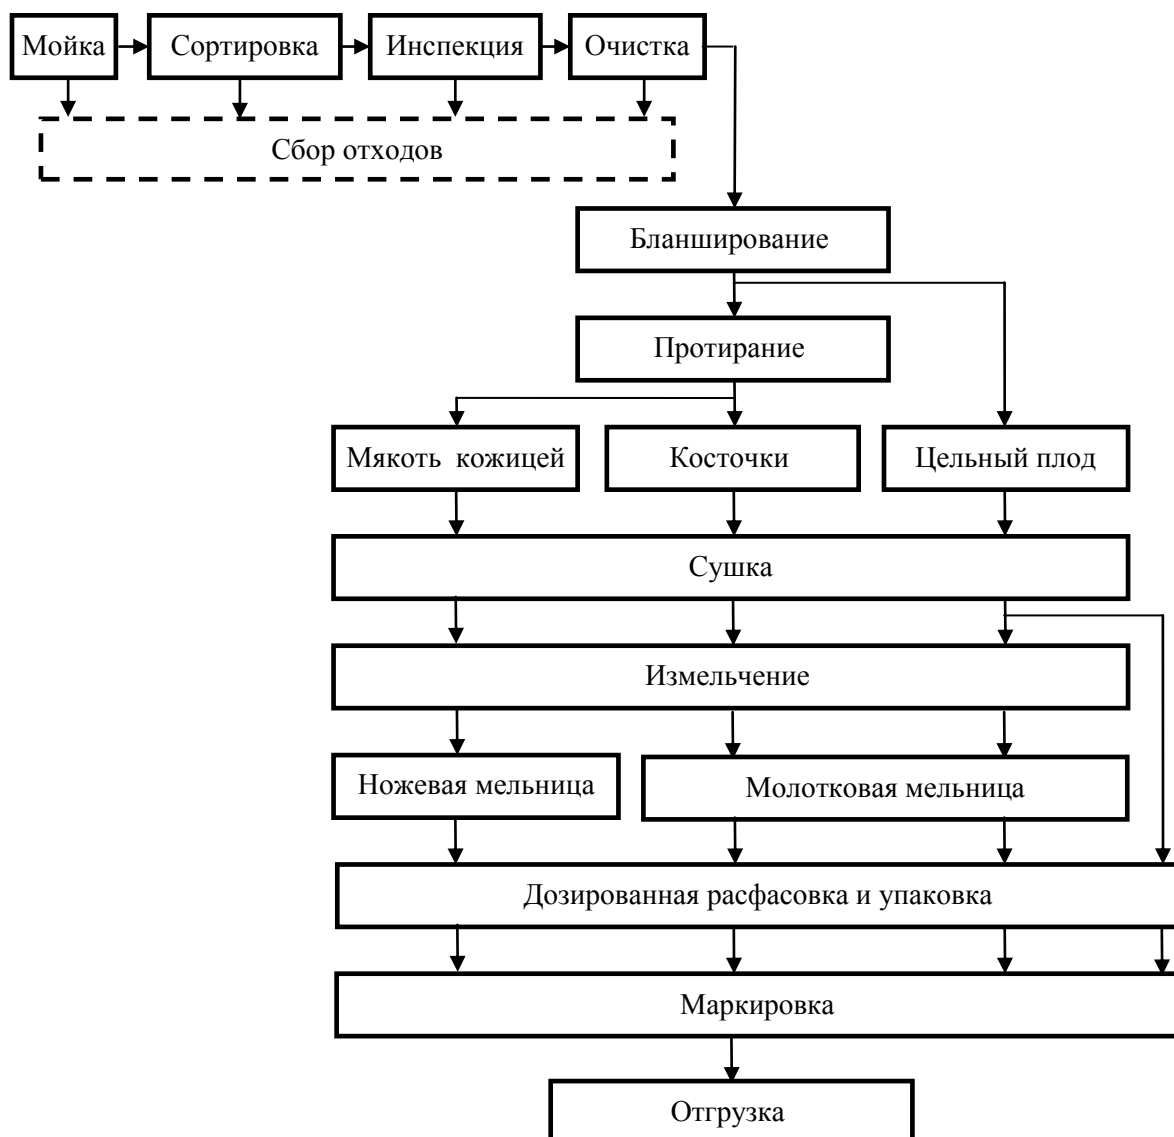 Мойка
Сортировка
Инспекция
Очистка
Сбор отходов
Бланширование
Протирание
Мякоть кожицей
Косточки
Цельный плод
Сушка
Измельчение
Ножевая мельница
Молотковая мельница
Дозированная расфасовка и упаковка
Маркировка
Отгрузка